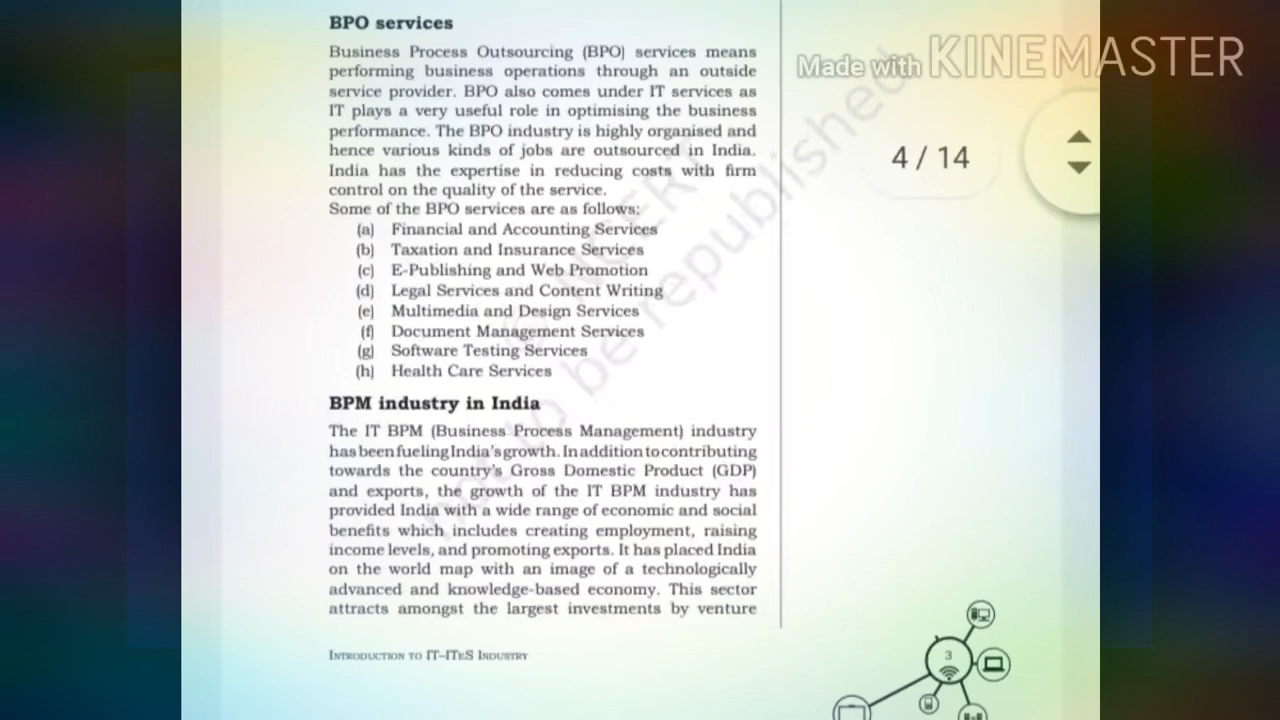 BPO services
Business Process Outsourcing (BPO) services means
performing business operations through an outside
service provider. BPO also comes under IT services as
IT plays a very useful role in optimising the business
performance. The BPO industry is highly organised and
hence various kinds of jobs are outsourced in India.
India has the expertise in reducing costs with firm
control on the quality of the service.
Some of the BPO services are as follows:
(a) Financial and Accounting Services
(b) Taxation and Insurance Services
(c) E-Publishing and Web Promotion
(d) Legal Services and Content Writing
(e) Multimedia and Design Services
(f) Document Management Services
(g) Software Testing Services
(h) Health Care Services
BPM industry in India
The IT BPM (Business Process Management) industry
has been fueling India's growth. In addition to contributing
towards the country's Gross Domestic Product (GDP)
and exports, the growth of the IT BPM industry has
provided India with a wide range of economic and social
benefits which includes creating employment, raising
income levels, and promoting exports. It has placed India
on the world map with an image of a technologically
advanced and knowledge-based economy. This sector
attracts amongst the largest investments by venture
INTRODUCTION TO IT–ITES INDUSTRY
3
Made with KINEMASTER
4 / 14
© NCERT
not to be republished